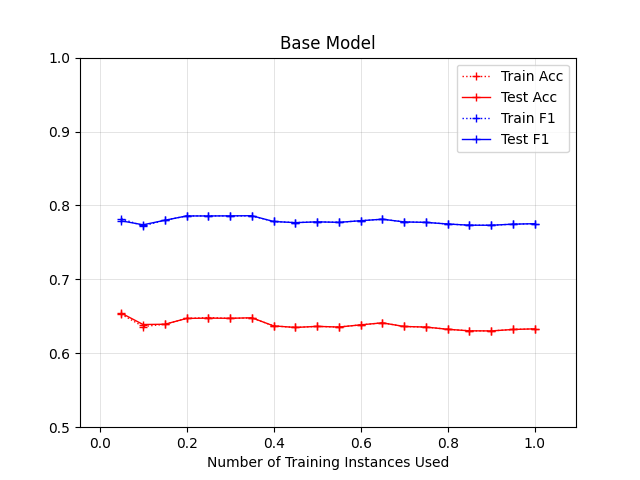 Base Model
1.0
0.9
0.8
0.7
0.6
0.5
0.0 0.2 0.4 0.6 0.8 1.0
Number of Training Instances Used
Train Acc
Test Acc
Train F1
Test F1